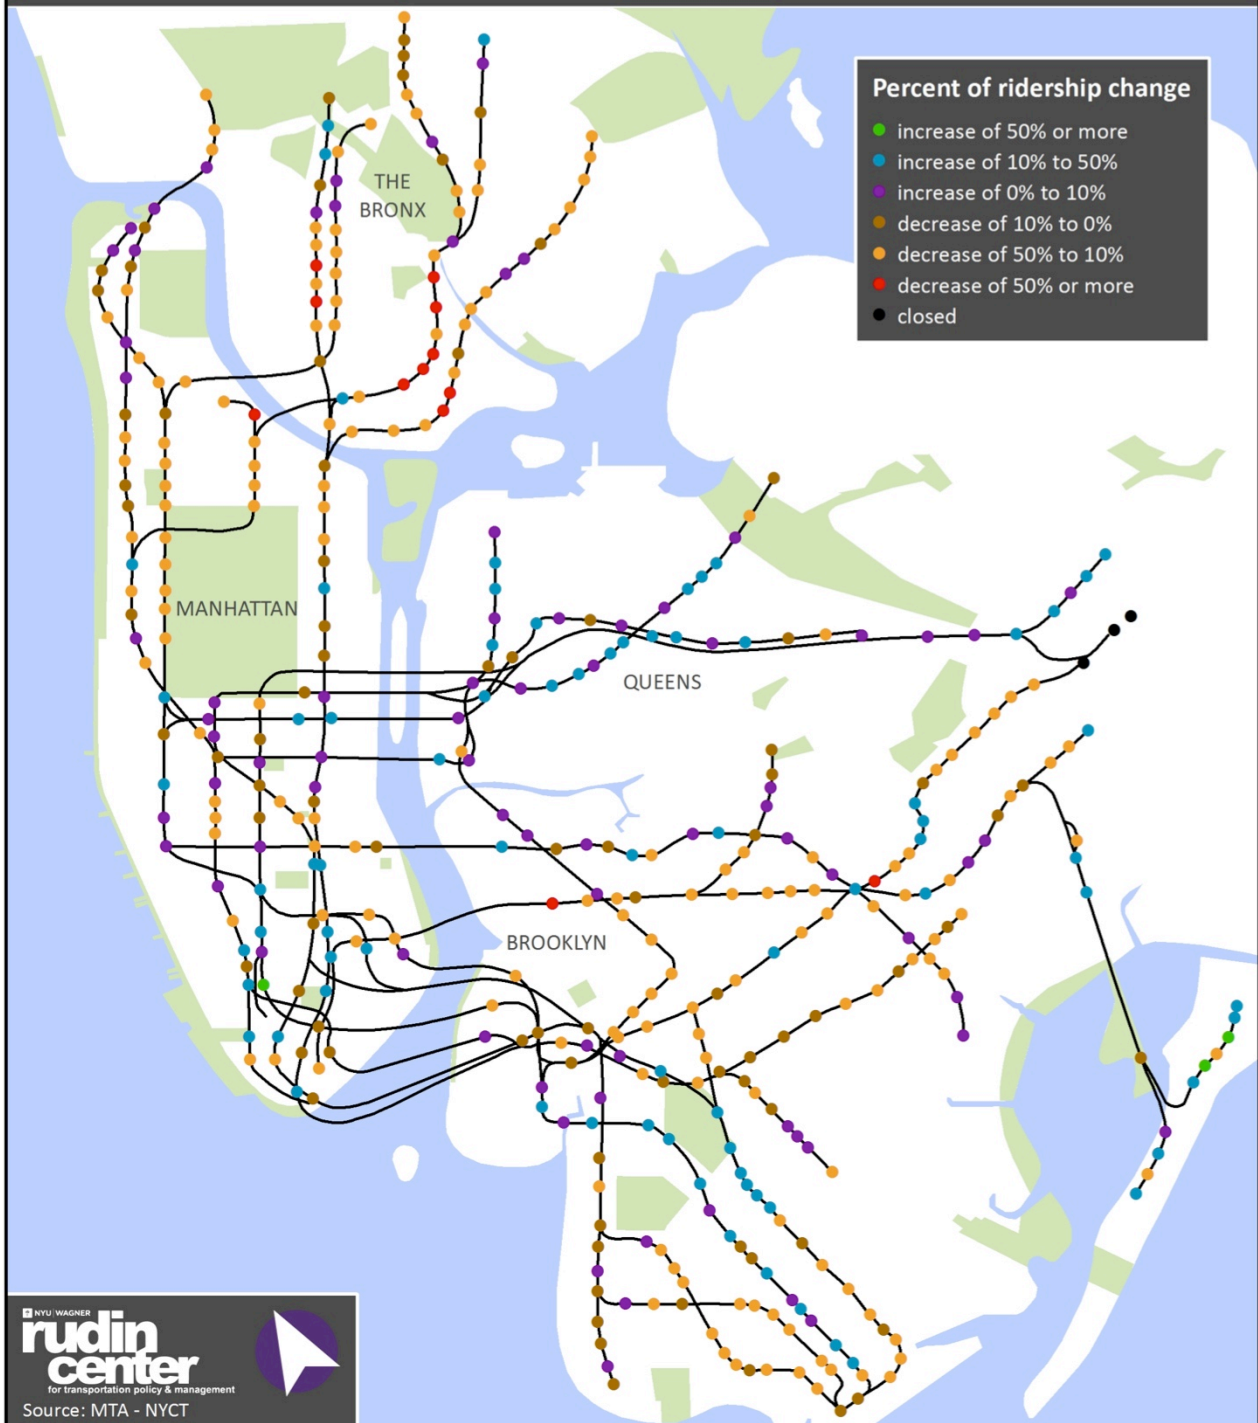 Percent of ridership change
increase of 50% or more
increase of 10% to 50%
increase of 0% to 10%
decrease of 10% to 0%
decrease of 50% to 10%
decrease of 50% or more
closed
THE
BRONX
MANHATTAN
QUEENS
BROOKLYN
NYU WAGNER
rudin
center
for transportation policy & management
Source: MTA - NYCT